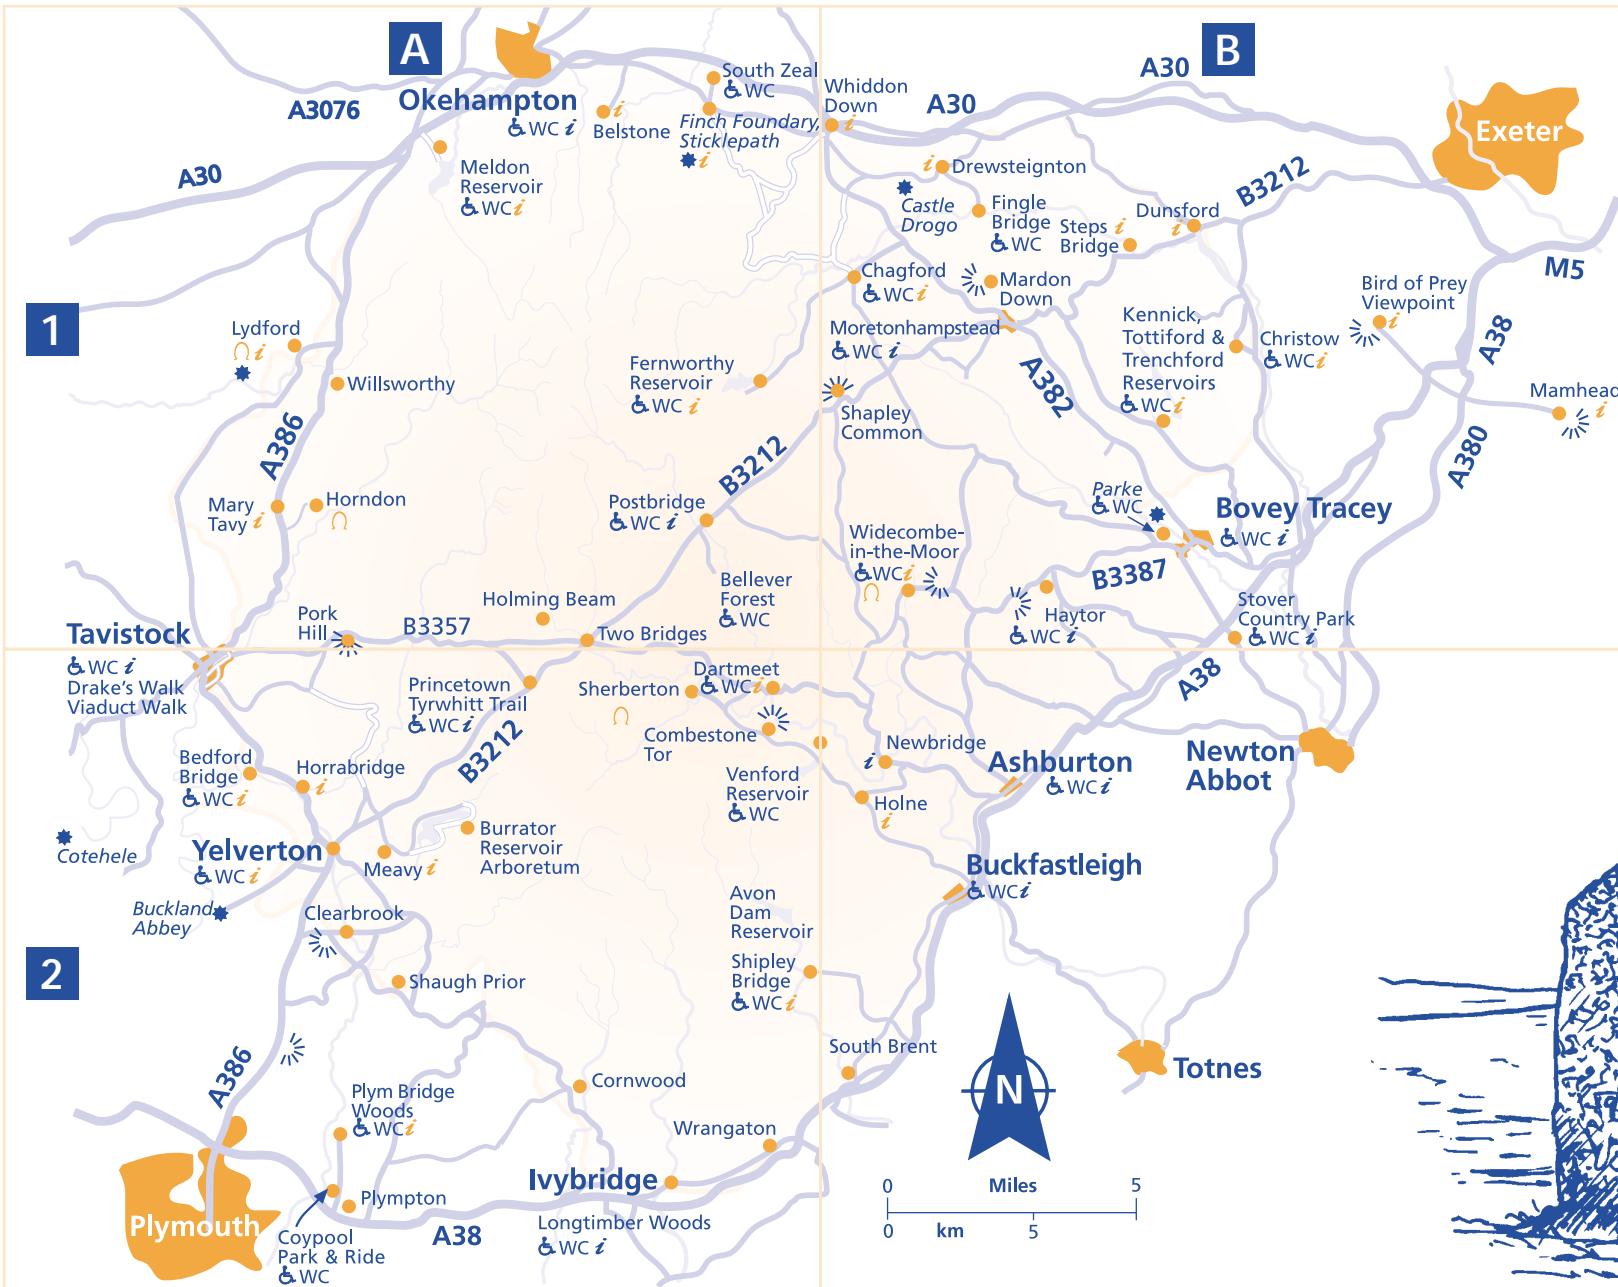 A
B
A30
A3076
Okehampton
WC i
Belstone
i
South Zeal
WC
Finch Foundary,
Sticklepath
i
Whiddon
Down
i
A30
Exeter
A30
Meldon
Reservoir
WC i
i
Drewsteignton
B3212
Castle
Drogo
Fingle
Bridge
WC
Steps i
Bridge
Dunsford
i
M5
1
Chagford
WC i
Mardon
Down
Bird of Prey
Viewpoint
i
Lydford
i
Moretonhampstead
WC i
Kennick,
Tottiford &
Trenchford
Reservoirs
WC i
Christow
WC i
A38
Willsworthy
Fernworthy
Reservoir
WC i
A382
Mamhead
i
Shapley
Common
A386
B3212
A380
Mary
Tavy i
Horndon
Postbridge
WC i
Parke
WC
Bovey Tracey
WC i
Widecombe-
in-the-Moor
WC i
B3387
Bellever
Forest
WC
Holming Beam
Pork
Hill
B3357
Two Bridges
Haytor
WC i
Stover
Country Park
WC i
Tavistock
WC i
Drake's Walk
Viaduct Walk
Princetown
Tyrwhitt Trail
WC i
Sherberton
Dartmeet
WC i
A38
B3212
Combestone
Tor
Newbridge
i
Ashburton
WC i
Newton
Abbot
Bedford
Bridge
WC i
Horrabridge
i
Venford
Reservoir
WC
Holne
i
Cotehele
Yelverton
WC i
Meavy i
Burrator
Reservoir
Arboretum
Buckfastleigh
WC i
Buckland
Abbey
Clearbrook
Avon
Dam
Reservoir
2
Shaugh Prior
Shipley
Bridge
WC i
South Brent
N
Totnes
A386
Plym Bridge
Woods
WC i
Cornwood
Wrangaton
Ivybridge
0 Miles 5
0 km 5
Plymouth
Plympton
A38
Longtimber Woods
WC i
Coypool
Park & Ride
WC